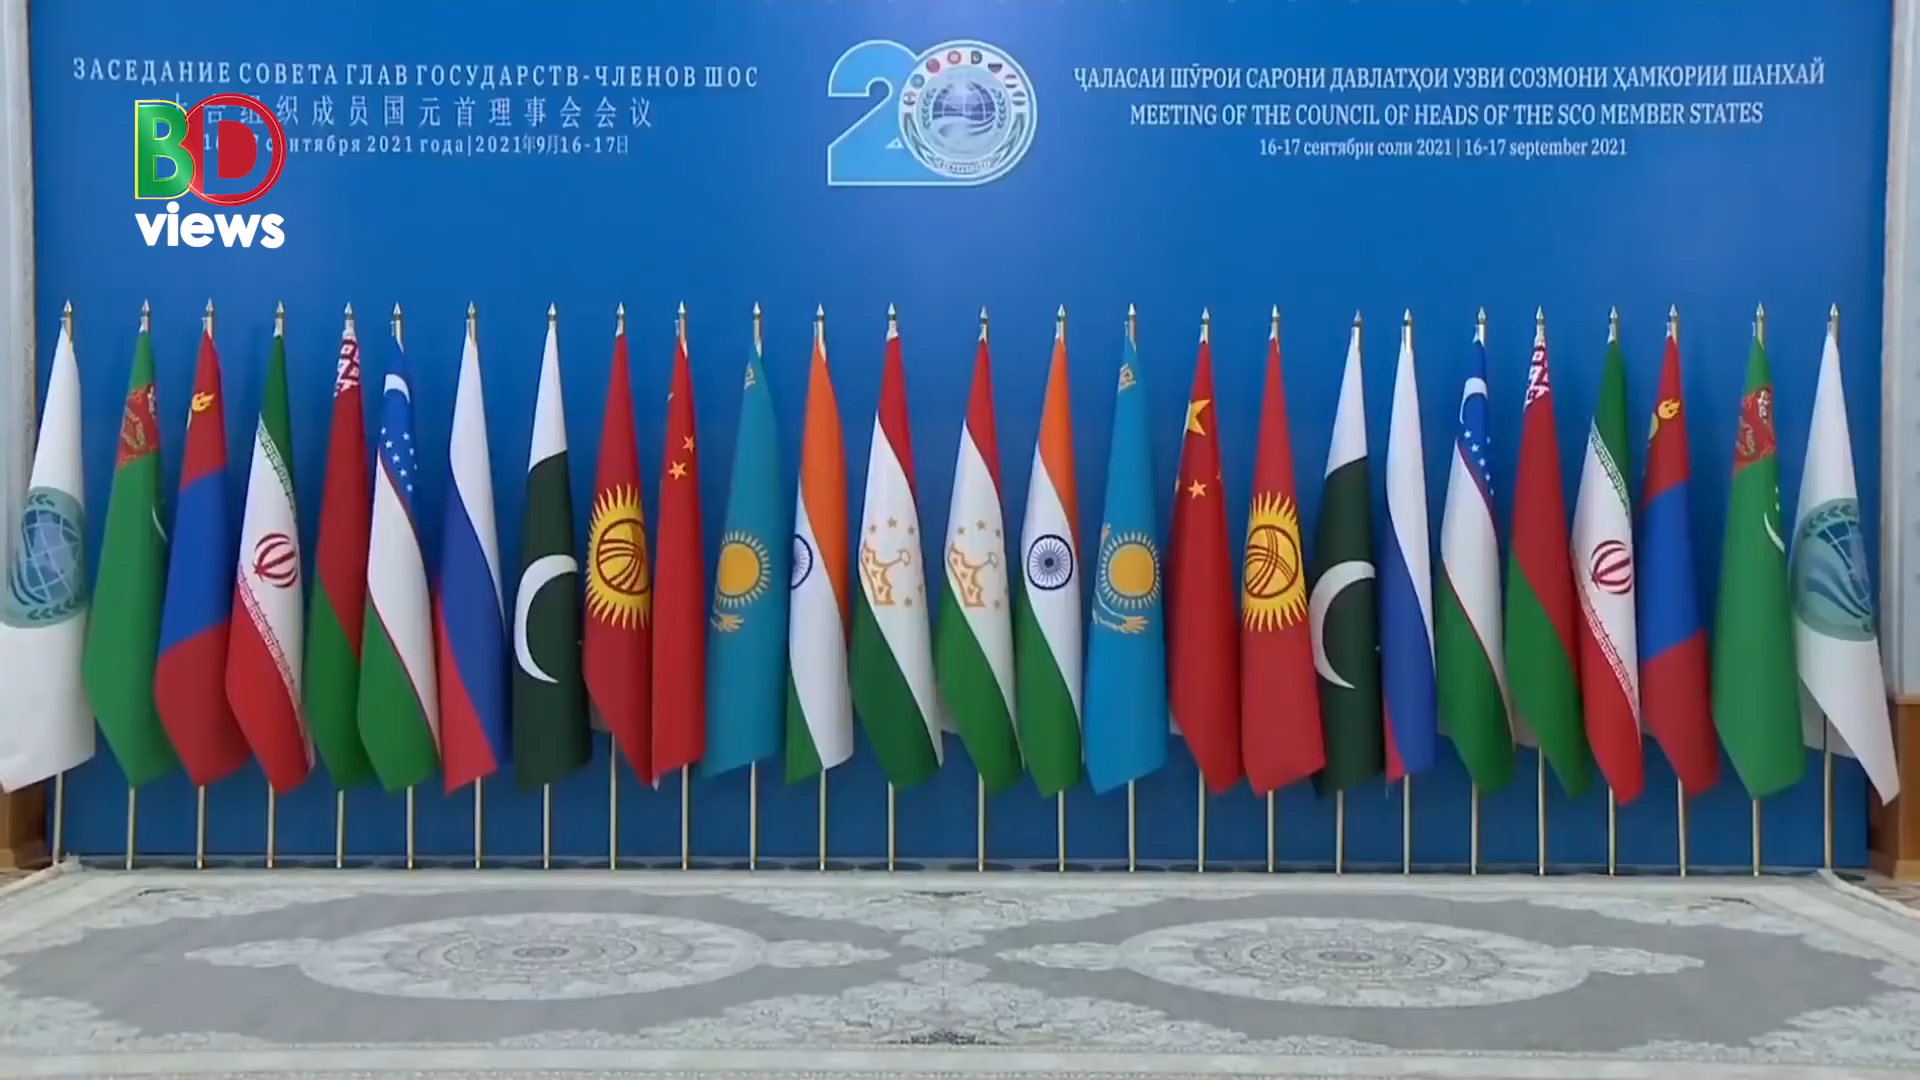 ЗАСЕДАНИЕ СОВЕТА ГЛАВ ГОСУДАРСТВ-ЧЛЕНОВ ШОС
组织成员国元首理事会会议
сентября 2021 года|2021年9月16-17日
BD
views
20
ҶАЛАСАИ ШӮРОИ САРОНИ ДАВЛАТҲОИ УЗВИ СОЗМОНИ ҲАМКОРИИ ШАНХАЙ
MEETING OF THE COUNCIL OF HEADS OF THE SCO MEMBER STATES
16-17 сентябри соли 2021 | 16-17 september 2021